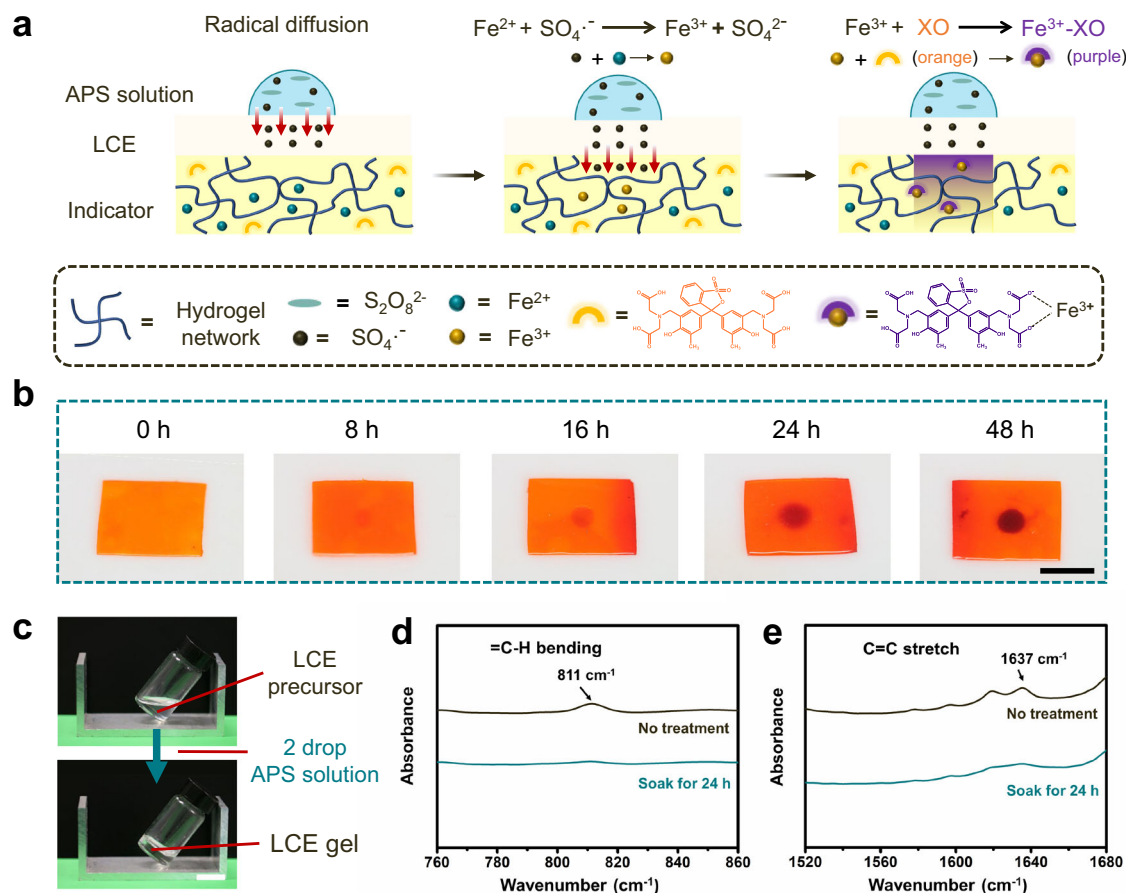 a
Radical diffusion
Fe²⁺ + SO₄·⁻ → Fe³⁺ + SO₄²⁻
+ →
Fe³⁺ + XO → Fe³⁺-XO
+ (orange) → (purple)
APS solution
LCE
Indicator
Hydrogel
network
=
= S₂O₈²⁻
= SO₄·⁻
= Fe²⁺
= Fe³⁺
=
=
Fe³⁺
b
0 h
8 h
16 h
24 h
48 h
c
LCE
precursor
2 drop
APS solution
LCE gel
d
=C-H bending
811 cm⁻¹
No treatment
Soak for 24 h
Absorbance
760 780 800 820 840 860
Wavenumber (cm⁻¹)
e
C=C stretch
1637 cm⁻¹
No treatment
Soak for 24 h
Absorbance
1520 1560 1600 1640 1680
Wavenumber (cm⁻¹)